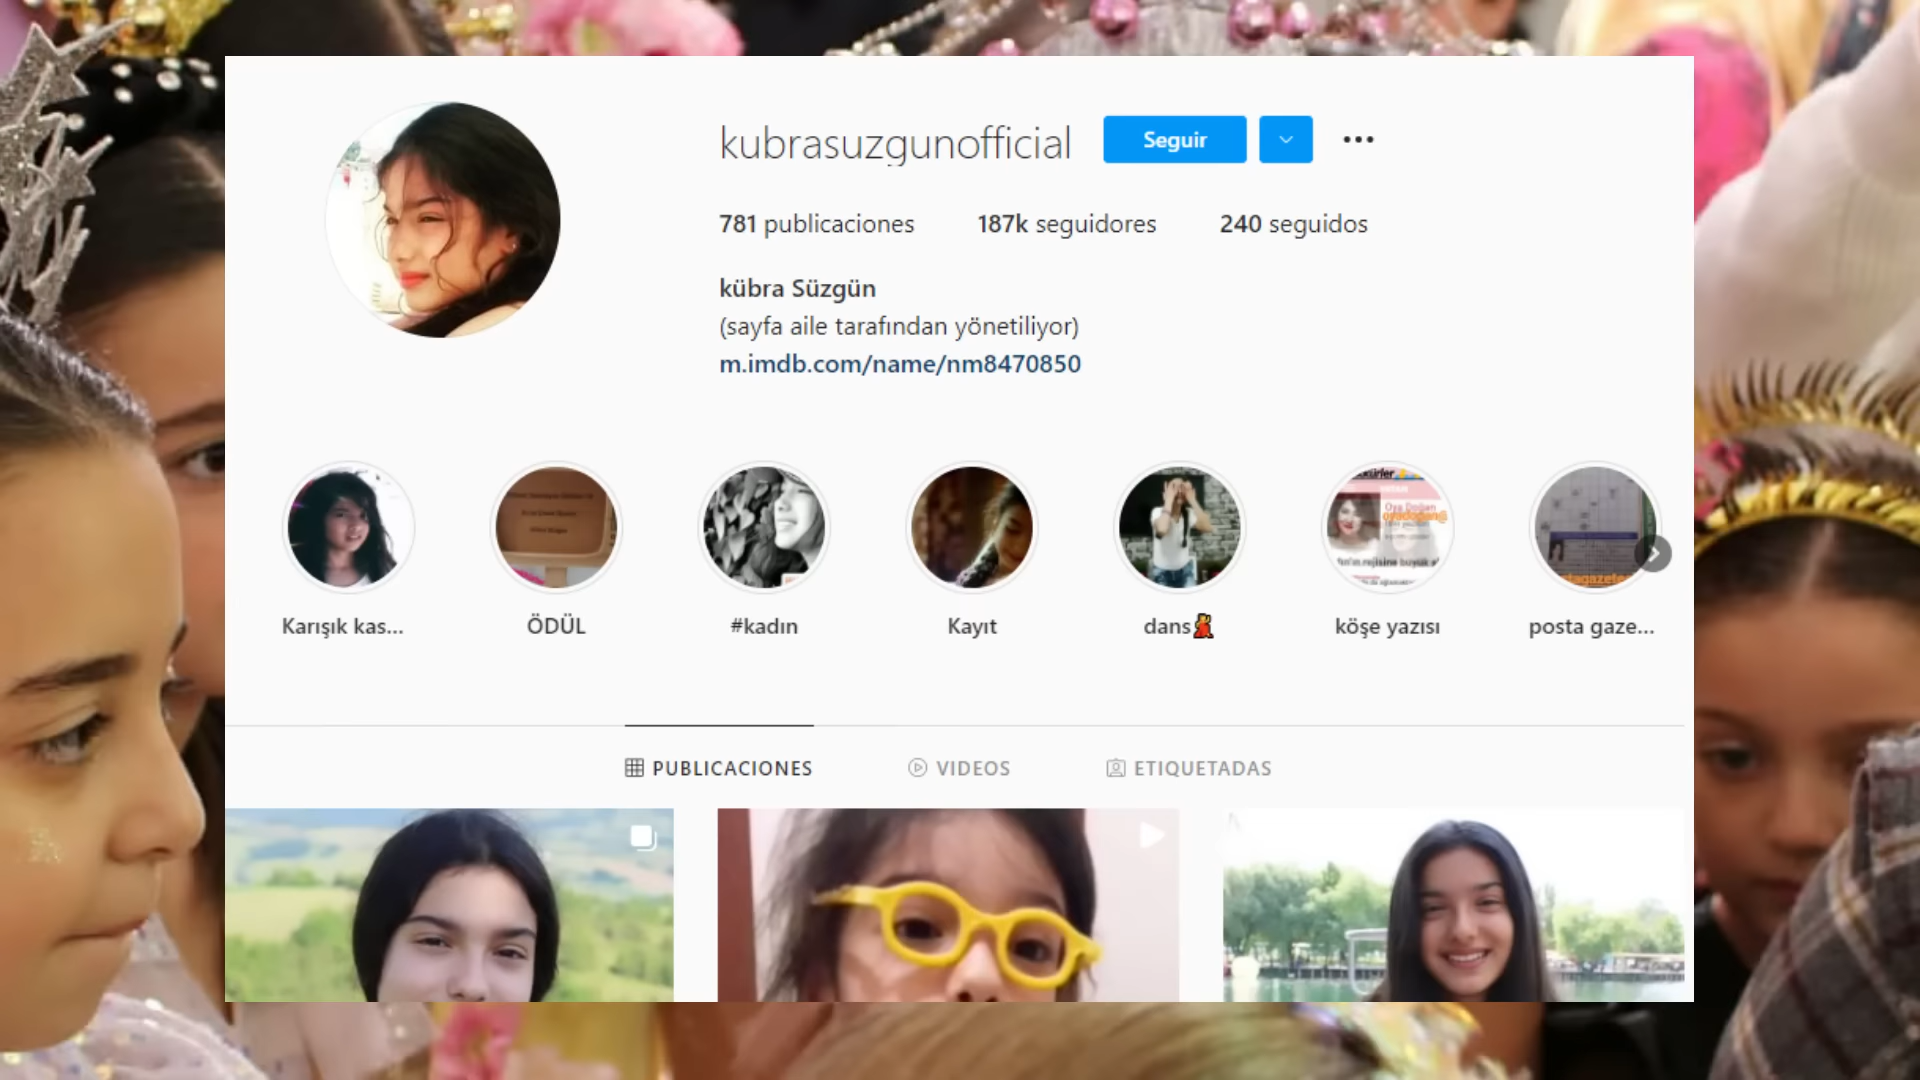 kubrasuzgunofficial
Seguir
781 publicaciones
187k seguidores
240 seguidos
kübra Süzgün
(sayfa aile tarafından yönetiliyor)
m.imdb.com/name/nm8470850
Karışık kas...
ÖDÜL
#kadın
Kayıt
dans💃
köşe yazısı
posta gaze...
PUBLICACIONES
VIDEOS
ETIQUETADAS